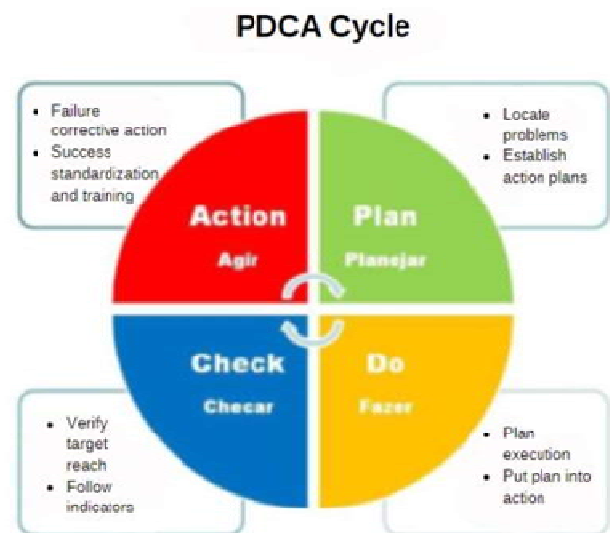 PDCA Cycle
• Failure
corrective action
• Success
standardization
and training
• Locate
problems
• Establish
action plans
Action
Agir
Plan
Planejar
Check
Checar
Do
Fazer
• Verify
target
reach
• Follow
indicators
• Plan
execution
• Put plan into
action